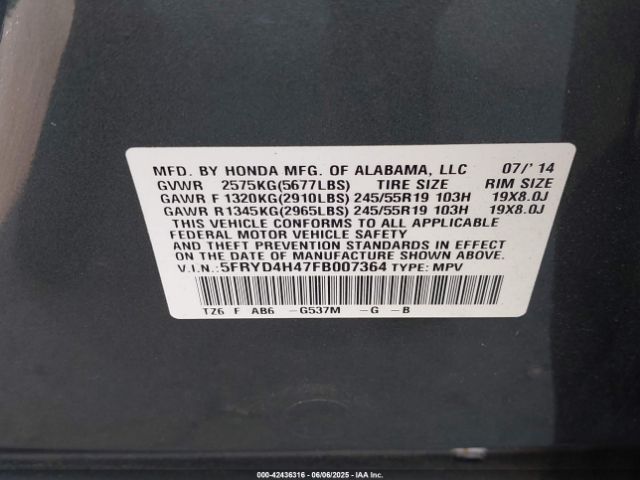 MFD. BY HONDA MFG. OF ALABAMA, LLC 07/' 14
GVWR 2575KG(5677LBS) TIRE SIZE RIM SIZE
GAWR F 1320KG(2910LBS) 245/55R19 103H 19X8.0J
GAWR R 1345KG(2965LBS) 245/55R19 103H 19X8.0J
THIS VEHICLE CONFORMS TO ALL APPLICABLE
FEDERAL MOTOR VEHICLE SAFETY, BUMPER,
AND THEFT PREVENTION STANDARDS IN EFFECT
ON THE DATE OF MANUFACTURE SHOWN ABOVE.
V.I.N.: 5FRYD4H47FB007364 TYPE: MPV
TZ6 F AB6 -G537M -G -B
000-42436316 | 06/06/2025 | IAA Inc.